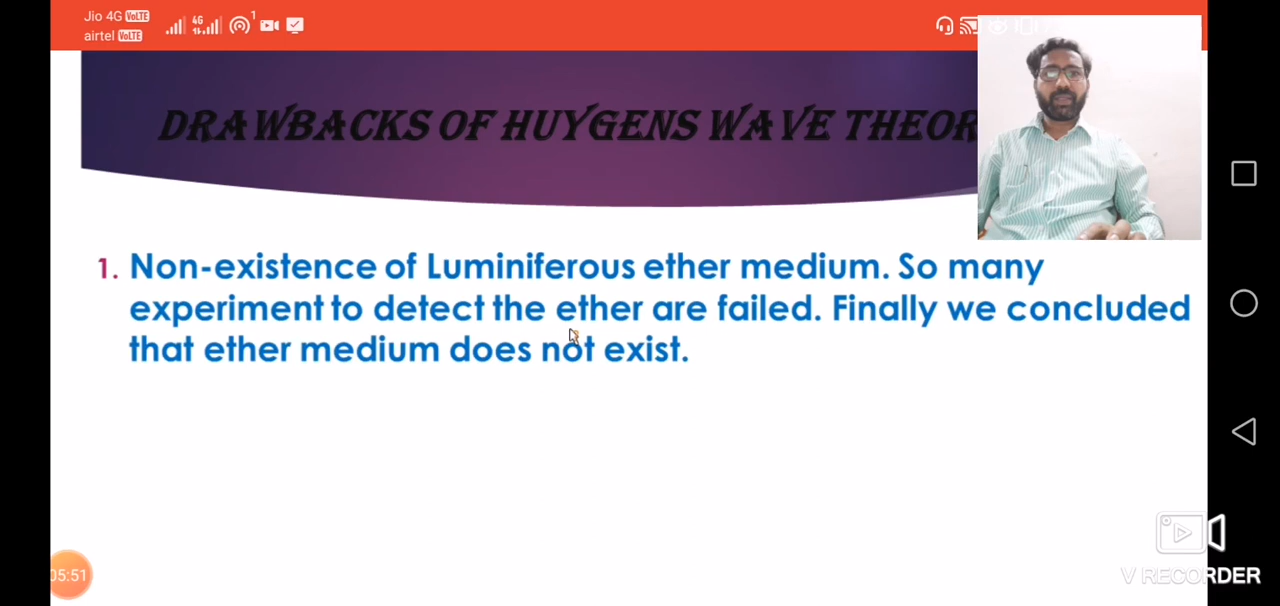 Jio 4G VoLTE
airtel VoLTE
4G
1
DRAWBACKS OF HUYGENS WAVE THEOR
1. Non-existence of Luminiferous ether medium. So many
experiment to detect the ether are failed. Finally we concluded
that ether medium does not exist.
05:51
V RECORDER